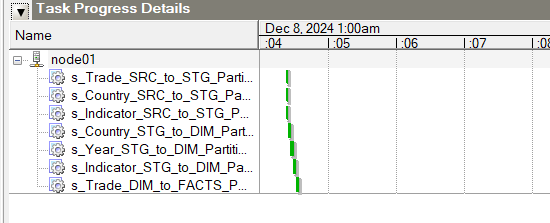 Task Progress Details
Name
Dec 8, 2024 1:00am
:04 :05 :06 :07 :08
node01
s_Trade_SRC_to_STG_Parti...
s_Country_SRC_to_STG_Pa...
s_Indicator_SRC_to_STG_P...
s_Country_STG_to_DIM_Part...
s_Year_STG_to_DIM_Partiti...
s_Indicator_STG_to_DIM_Pa...
s_Trade_DIM_to_FACTS_P...